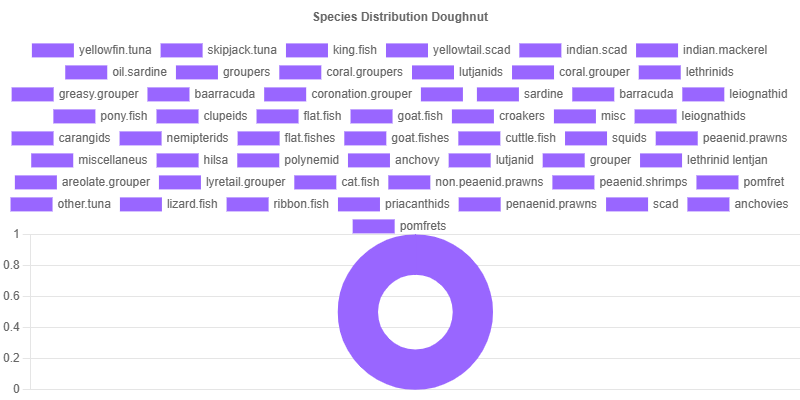 Species Distribution Doughnut
yellowfin.tuna skipjack.tuna king.fish yellowtail.scad indian.scad indian.mackerel
oil.sardine groupers coral.groupers lutjanids coral.grouper lethrinids
greasy.grouper baarracuda coronation.grouper sardine barracuda leiognathid
pony.fish clupeids flat.fish goat.fish croakers misc leiognathids
carangids nemipterids flat.fishes goat.fishes cuttle.fish squids peaenid.prawns
miscellaneus hilsa polynemid anchovy lutjanid grouper lethrinid lentjan
areolate.grouper lyretail.grouper cat.fish non.peaenid.prawns peaenid.shrimps pomfret
other.tuna lizard.fish ribbon.fish priacanthids penaenid.prawns scad anchovies
pomfrets
1
0.8
0.6
0.4
0.2
0